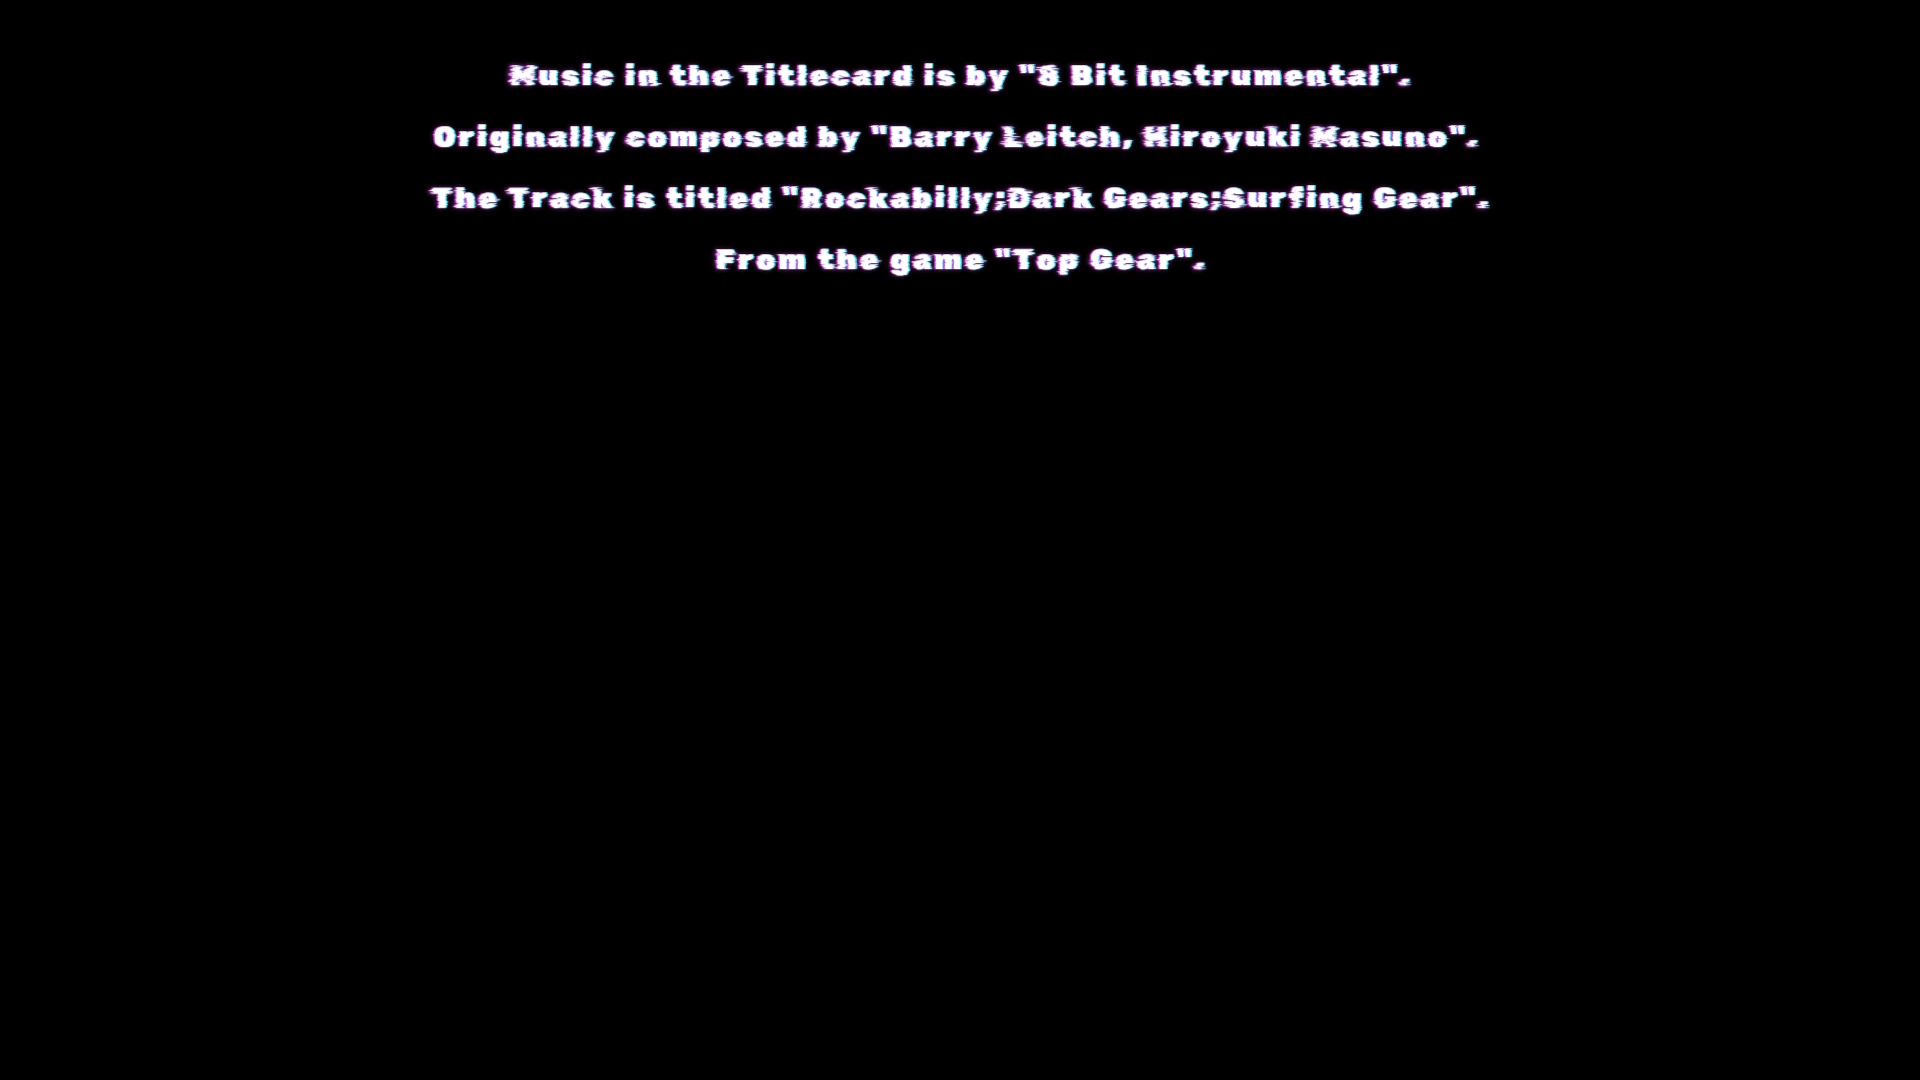 Music in the Titlecard is by "8 Bit Instrumental".
Originally composed by "Barry Leitch, Hiroyuki Masuno".
The Track is titled "Rockabilly;Dark Gears;Surfing Gear".
From the game "Top Gear".